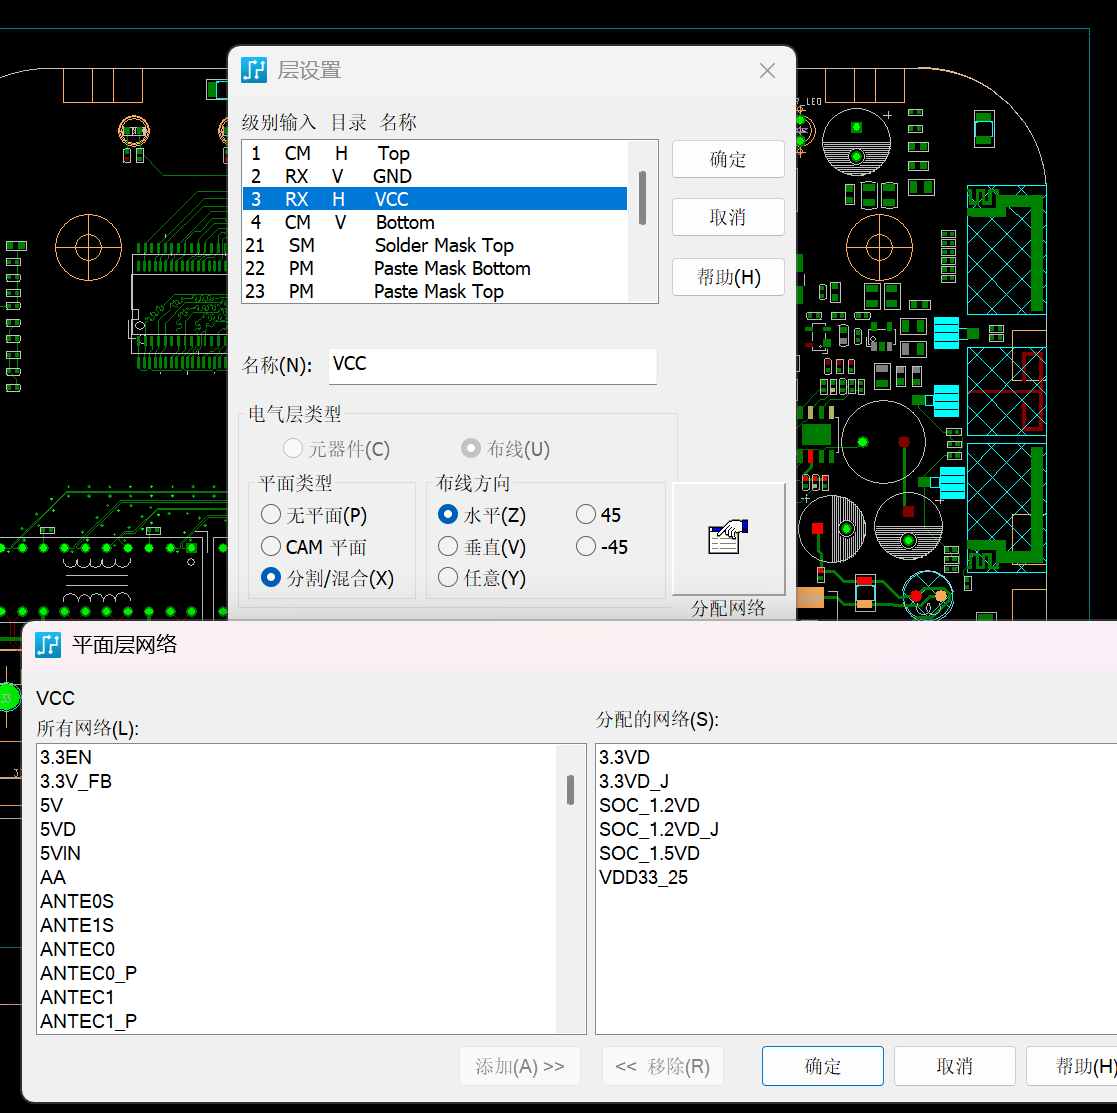 层设置
级别输入 目录 名称
1 CM H Top
2 RX V GND
3 RX H VCC
4 CM V Bottom
21 SM Solder Mask Top
22 PM Paste Mask Bottom
23 PM Paste Mask Top
确定
取消
帮助(H)
名称(N): VCC
电气层类型
元器件(C) 布线(U)
平面类型
无平面(P)
CAM 平面
分割/混合(X)
布线方向
水平(Z) 45
垂直(V) -45
任意(Y)
分配网络
平面层网络
VCC
所有网络(L):
3.3EN
3.3V_FB
5V
5VD
5VIN
AA
ANTE0S
ANTE1S
ANTEC0
ANTEC0_P
ANTEC1
ANTEC1_P
分配的网络(S):
3.3VD
3.3VD_J
SOC_1.2VD
SOC_1.2VD_J
SOC_1.5VD
VDD33_25
添加(A) >>
<< 移除(R)
确定
取消
帮助(H)